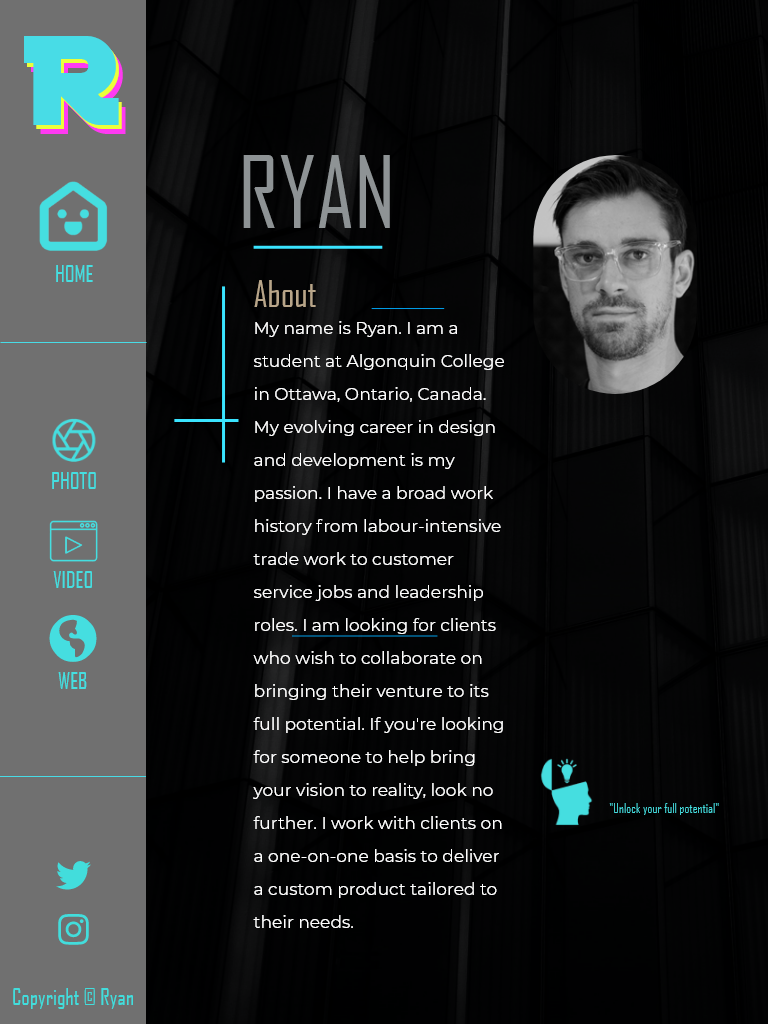 R
HOME
PHOTO
VIDEO
WEB
Copyright © Ryan
RYAN
About
My name is Ryan. I am a
student at Algonquin College
in Ottawa, Ontario, Canada.
My evolving career in design
and development is my
passion. I have a broad work
history from labour-intensive
trade work to customer
service jobs and leadership
roles. I am looking for clients
who wish to collaborate on
bringing their venture to its
full potential. If you're looking
for someone to help bring
your vision to reality, look no
further. I work with clients on
a one-on-one basis to deliver
a custom product tailored to
their needs.
"Unlock your full potential"